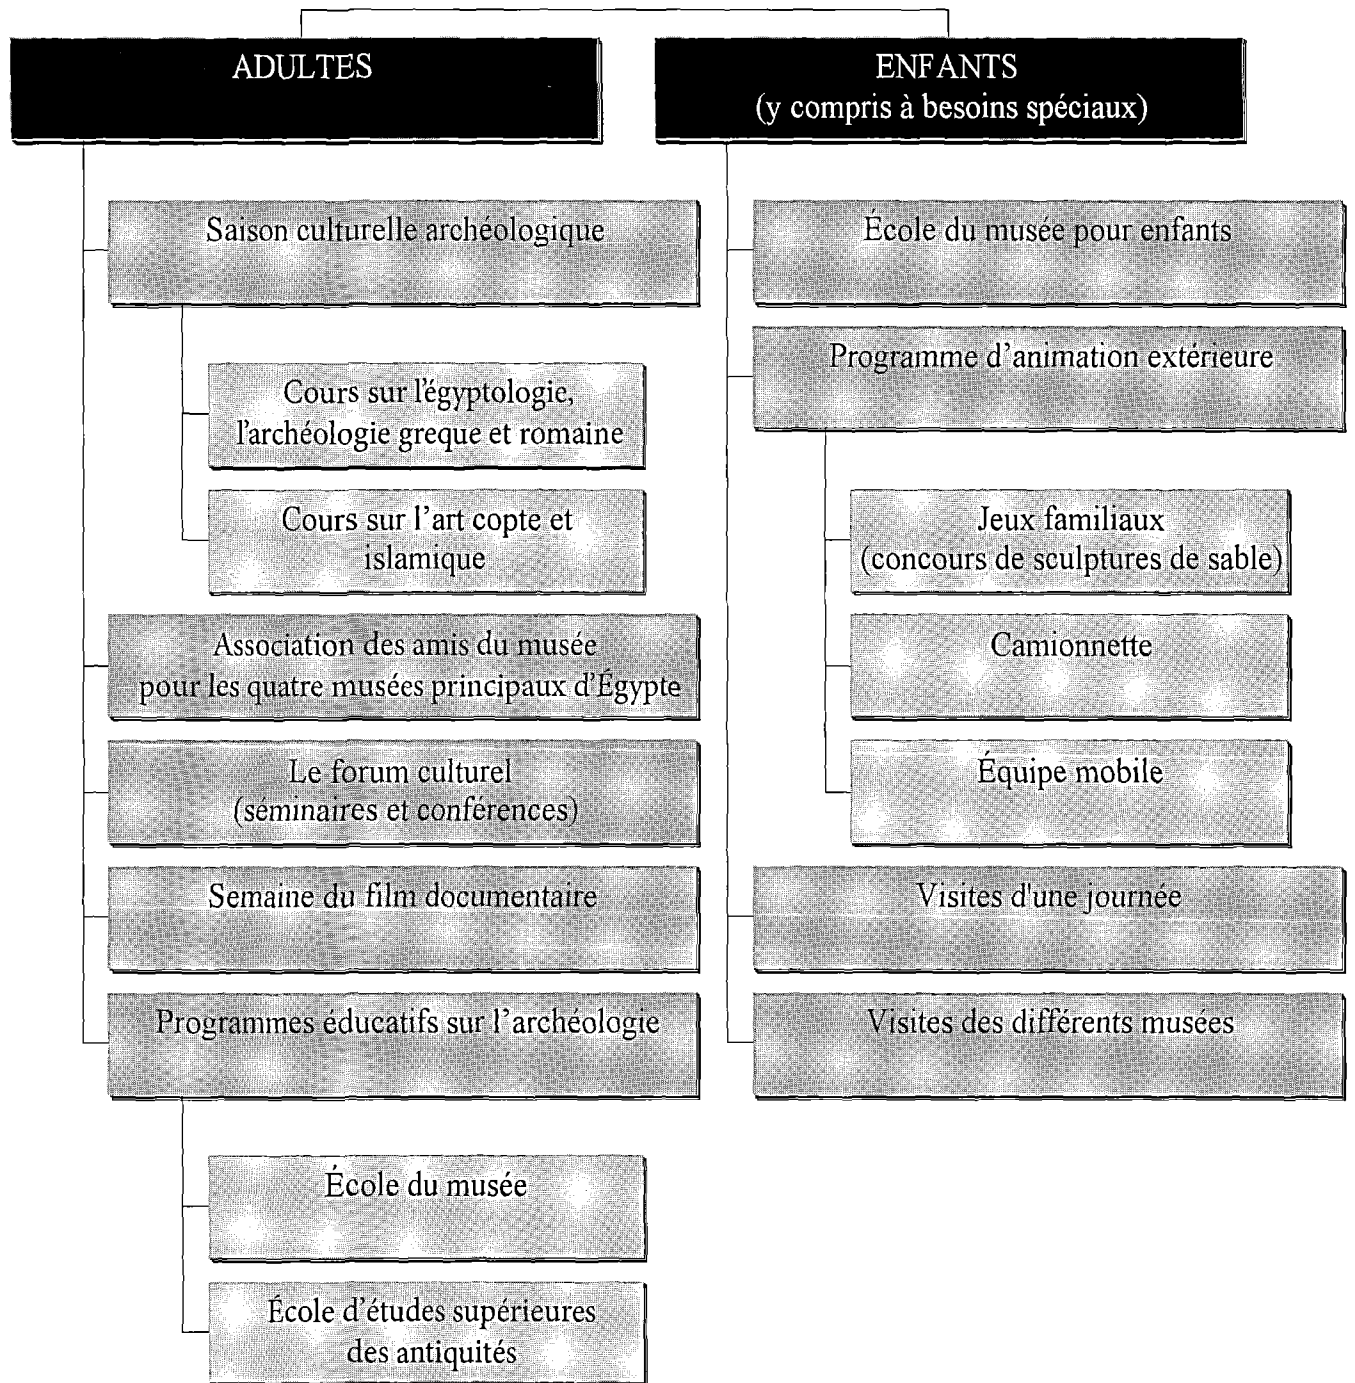 ADULTES
Saison culturelle archéologique
Cours sur l'égyptologie,
l'archéologie greque et romaine
Cours sur l'art copte et
islamique
Association des amis du musée
pour les quatre musées principaux d'Égypte
Le forum culturel
(séminaires et conférences)
Semaine du film documentaire
Programmes éducatifs sur l'archéologie
École du musée
École d'études supérieures
des antiquités
ENFANTS
(y compris à besoins spéciaux)
École du musée pour enfants
Programme d'animation extérieure
Jeux familiaux
(concours de sculptures de sable)
Camionnette
Équipe mobile
Visites d'une journée
Visites des différents musées